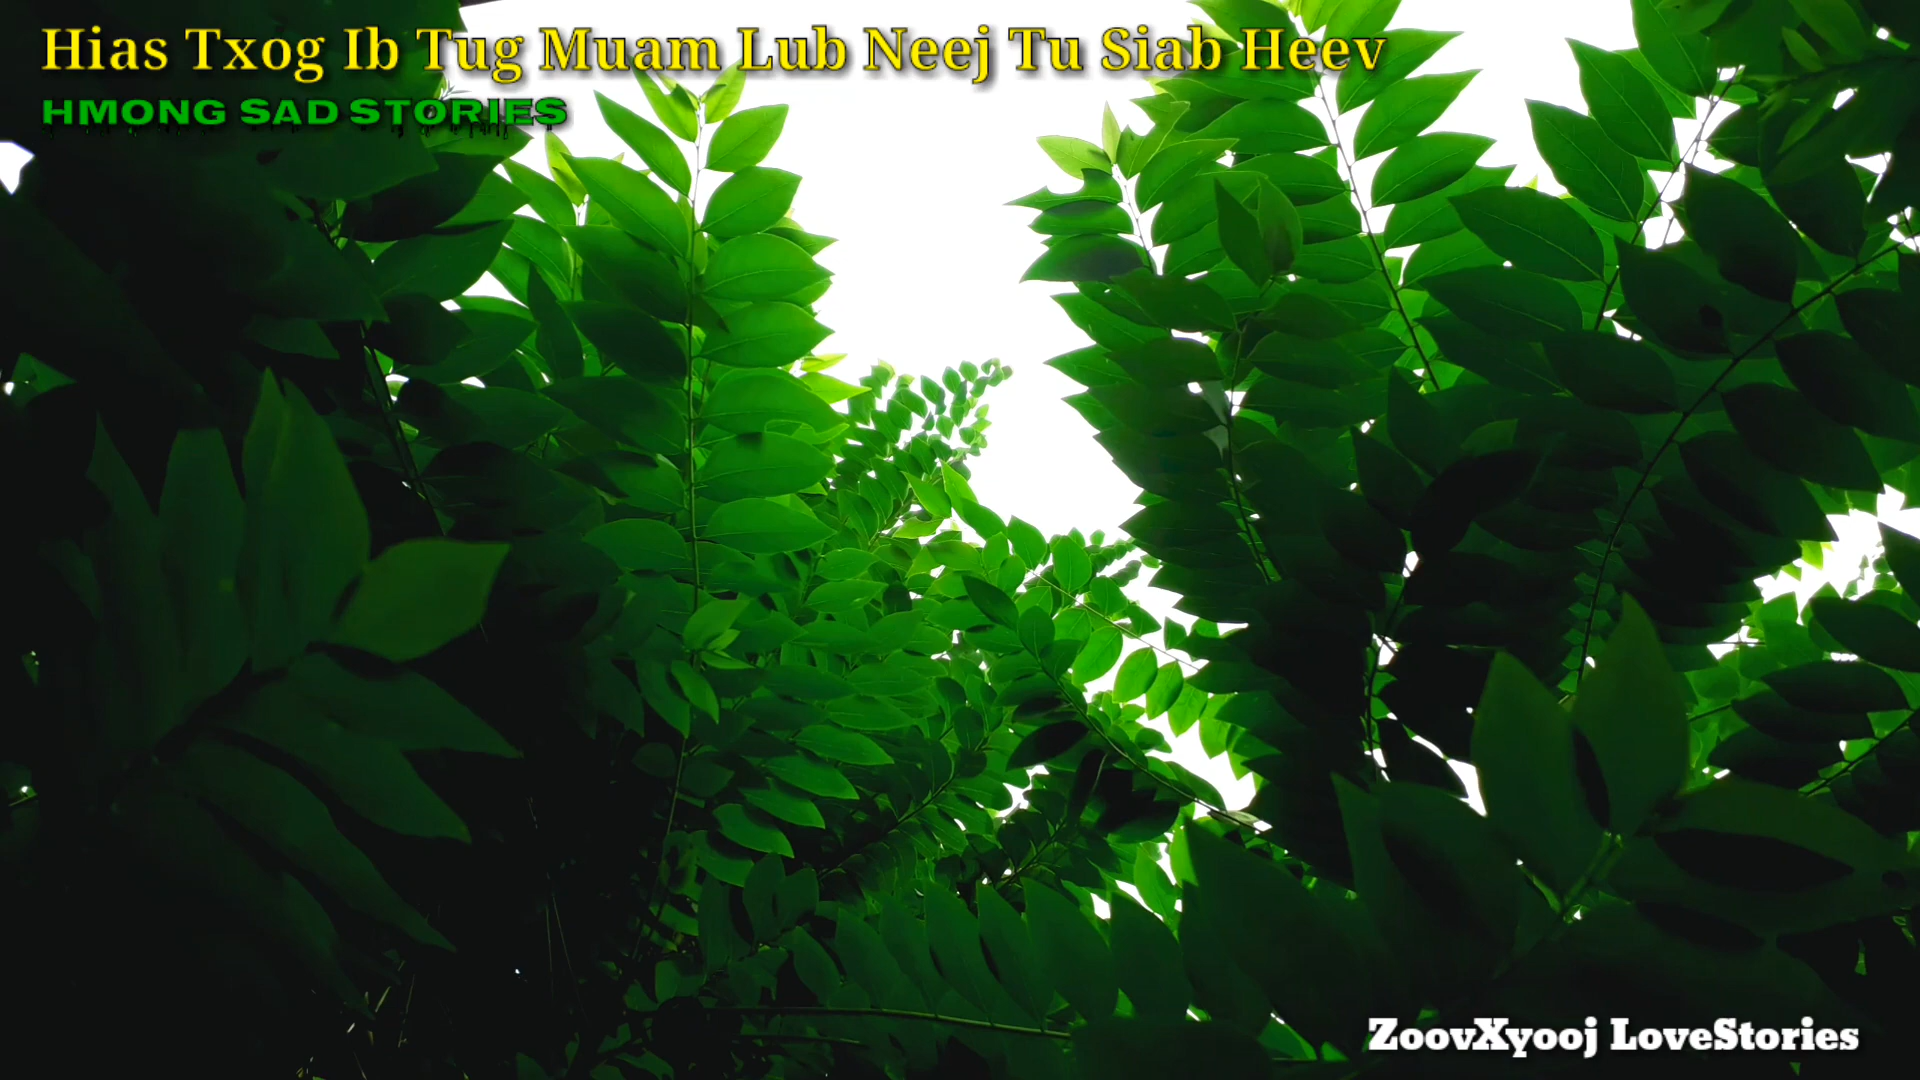 Hias Txog Ib Tug Muam Lub Neej Tu Siab Heev
HMONG SAD STORIES
ZoovXyooj LoveStories